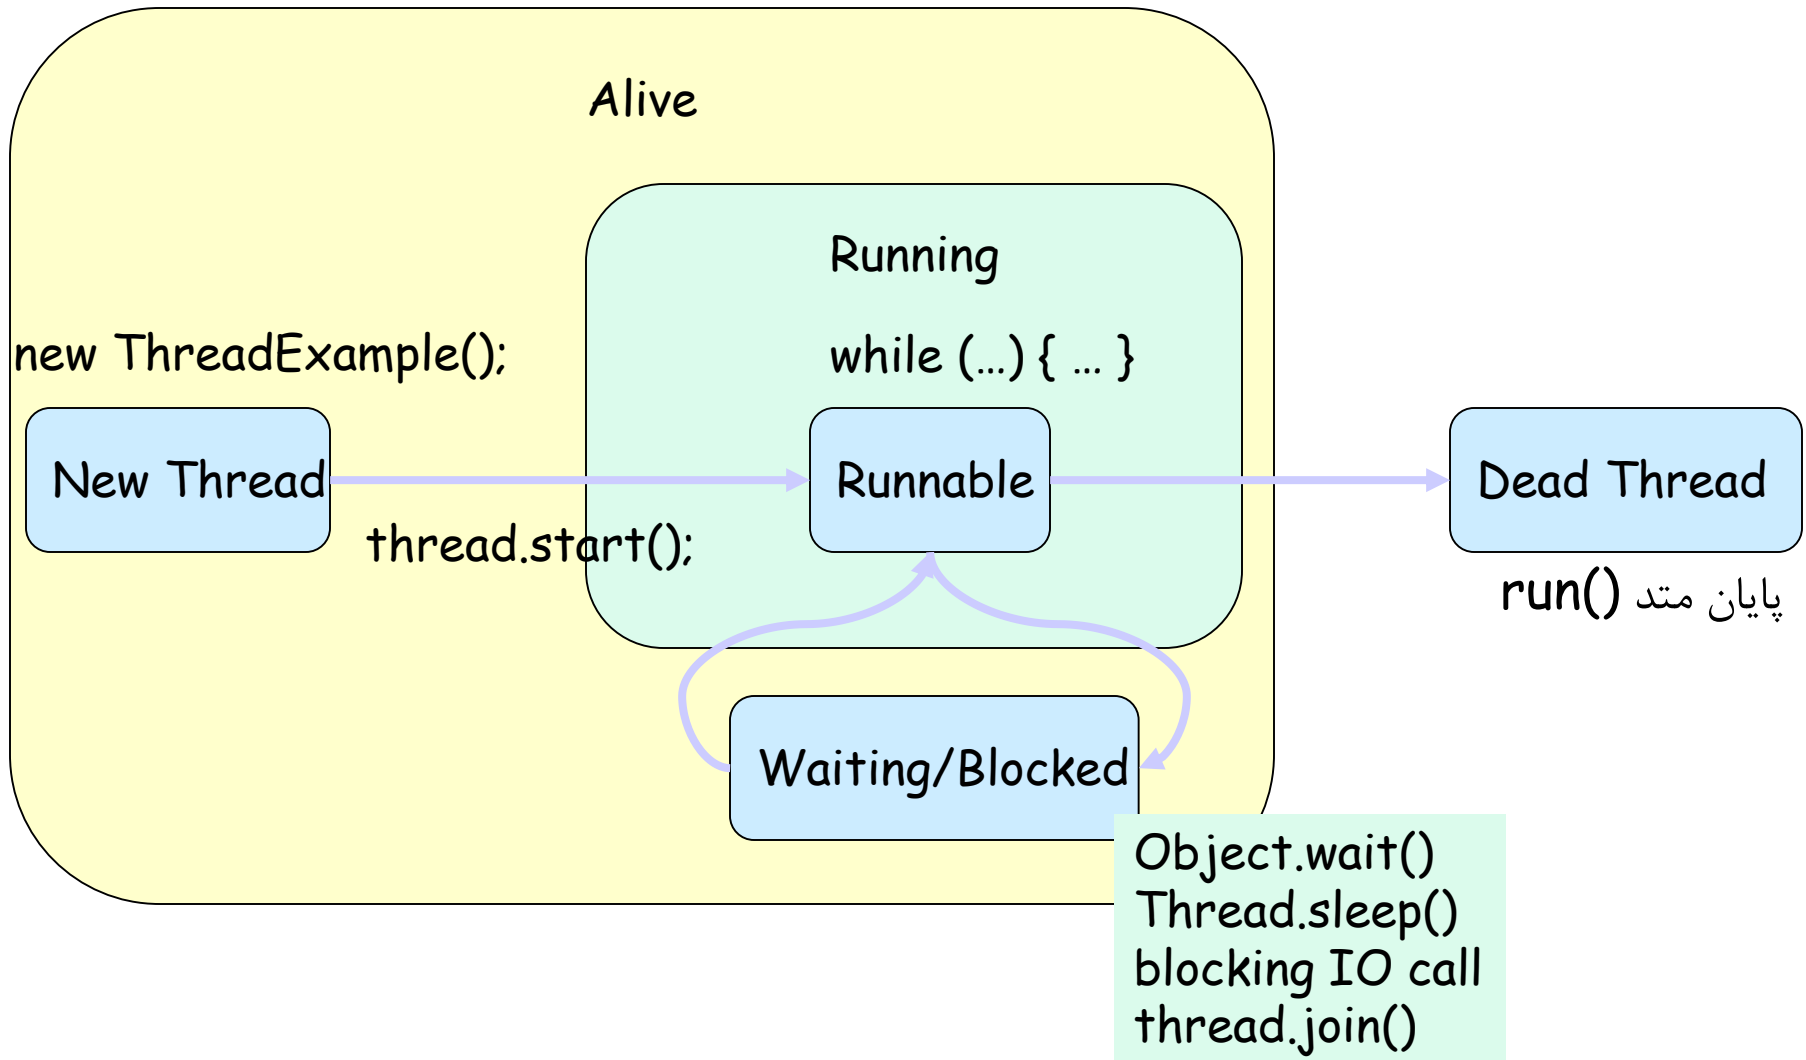 Alive
Running
new ThreadExample();
while (...) { ... }
New Thread
Runnable
Dead Thread
thread.start();
پایان متد run()
Waiting/Blocked
Object.wait()
Thread.sleep()
blocking IO call
thread.join()